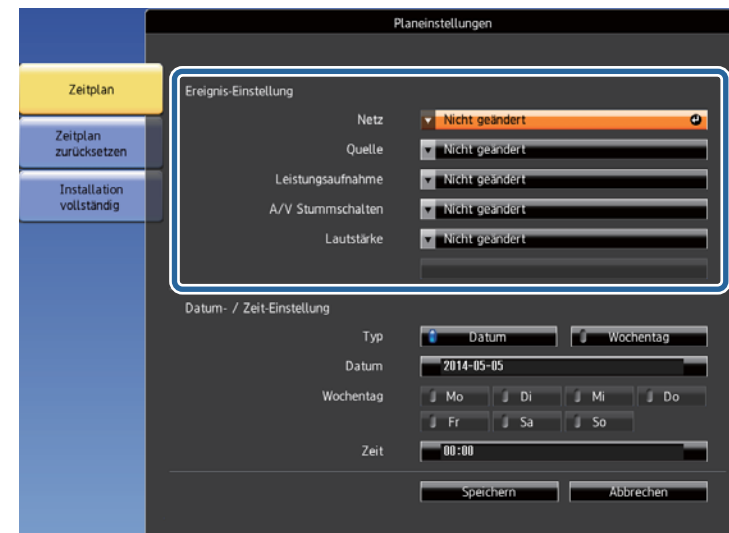 Planeinstellungen
Zeitplan
Zeitplan
zurücksetzen
Installation
vollständig
Ereignis-Einstellung
Netz Nicht geändert
Quelle Nicht geändert
Leistungsaufnahme Nicht geändert
A/V Stummschalten Nicht geändert
Lautstärke Nicht geändert
Datum- / Zeit-Einstellung
Typ Datum Wochentag
Datum 2014-05-05
Wochentag Mo Di Mi Do
Fr Sa So
Zeit 00:00
Speichern Abbrechen